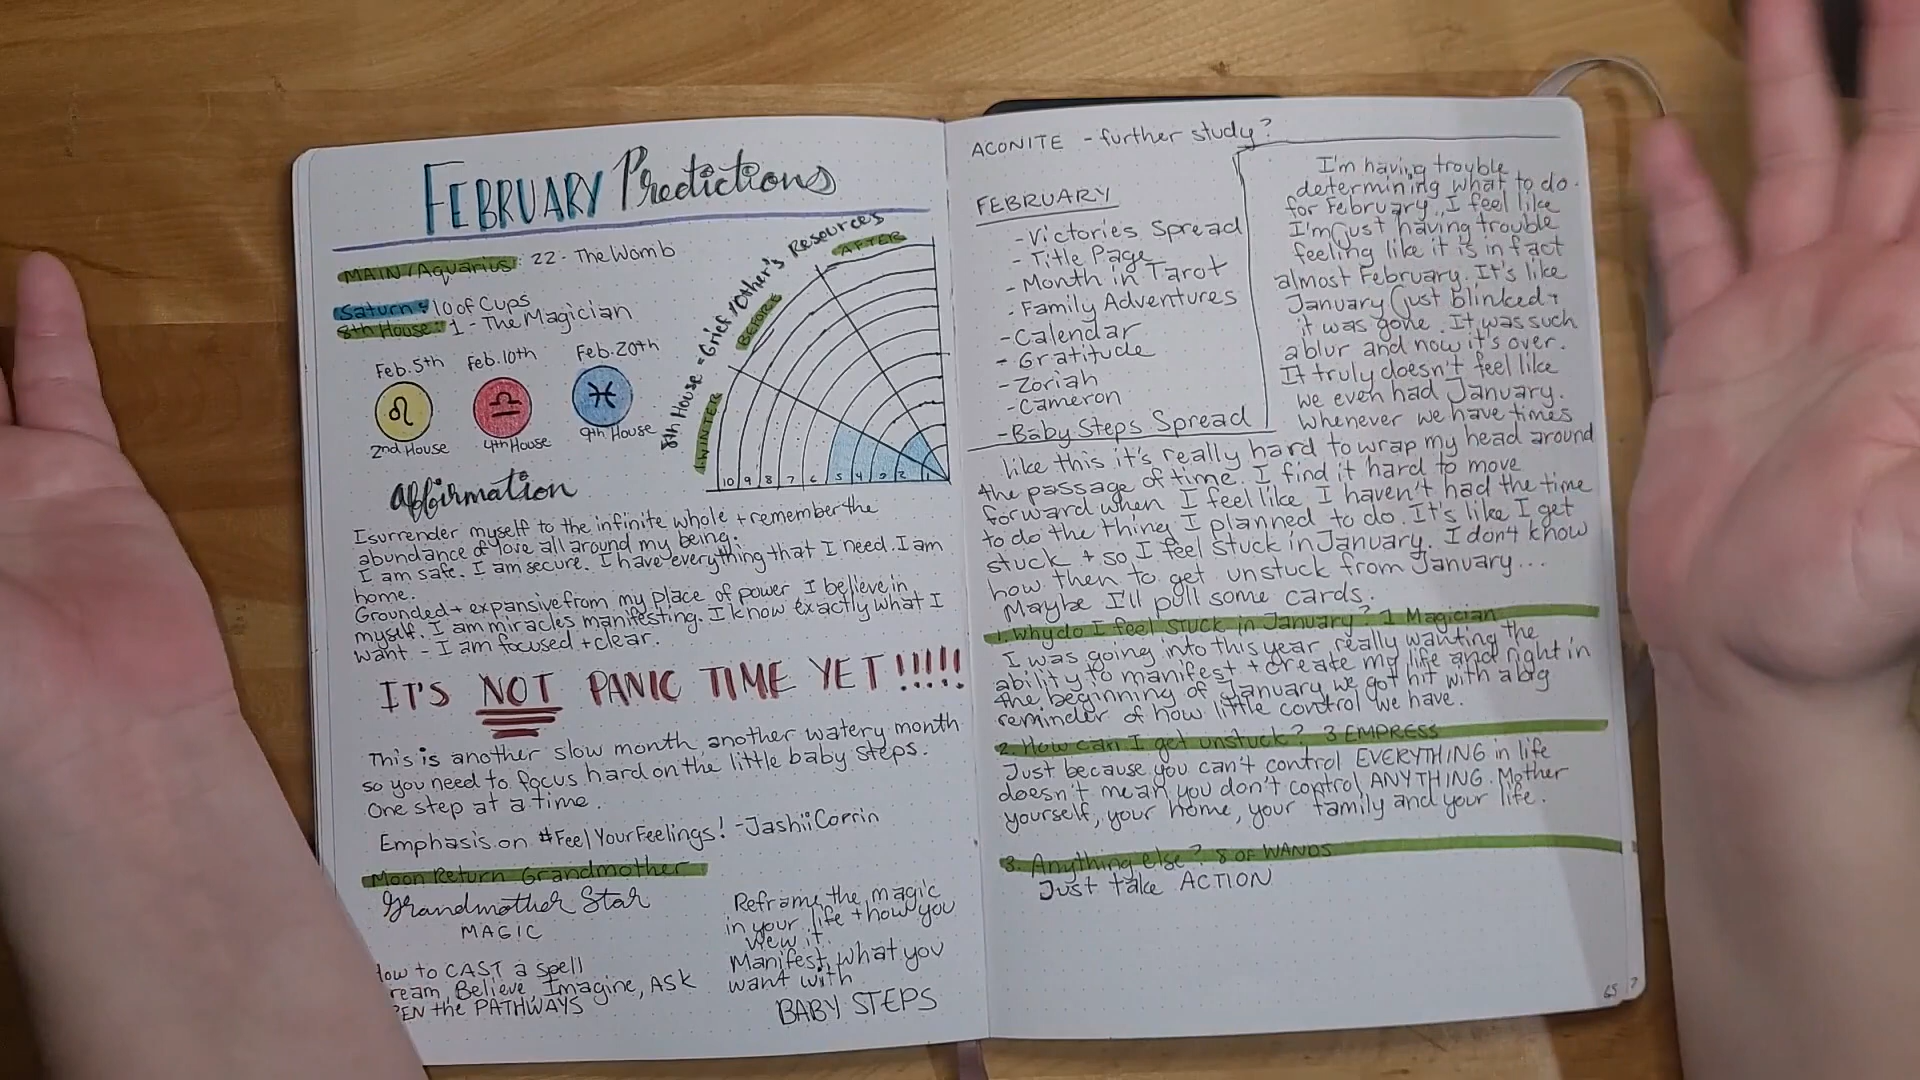 FEBRUARY Predictions
MAIN/Aquarius: 22 - The Womb
Saturn: 10 of Cups
8th House: 1 - The Magician
Feb. 5th
Feb. 10th
Feb. 20th
2nd House
4th House
9th House
8th House = Grief/Other's Resources
WINTER
BEFORE
AFTER
10 9 8 7 6 5 4 3 2 1
Affirmation
I surrender myself to the infinite whole + remember the
abundance of love all around my being.
I am safe. I am secure. I have everything that I need. I am
home.
Grounded + expansive from my place of power I believe in
myself. I am miracles manifesting. I know exactly what I
want - I am focused + clear.
IT'S NOT PANIC TIME YET!!!!!
This is another slow month another watery month
so you need to focus hard on the little baby steps.
One step at a time.
Emphasis on #FeelYourFeelings! - JashiiCorrin
Moon Return Grandmother
Grandmother Star
MAGIC
How to CAST a spell
ream, Believe, Imagine, ASK
PEN the PATHWAYS
Reframe the magic
in your life + how you
view it.
Manifest what you
want with
BABY STEPS
ACONITE - further study?
FEBRUARY
- Victories Spread
- Title Page
- Month in Tarot
- Family Adventures
- Calendar
- Gratitude
- Zoriah
- Cameron
- Baby Steps Spread
I'm having trouble
determining what to do
for February. I feel like
I'm just having trouble
feeling like it is in fact
almost February. It's like
January just blinked +
it was gone. It was such
a blur and now it's over.
It truly doesn't feel like
we even had January.
Whenever we have times
like this it's really hard to wrap my head around
the passage of time. I find it hard to move
forward when I feel like I haven't had the time
to do the thing I planned to do. It's like I get
stuck + so I feel stuck in January. I don't know
how then to get unstuck from January...
Maybe I'll pull some cards.
1. Why do I feel stuck in January? 1 Magician
I was going into this year really wanting the
ability to manifest + create my life and right in
the beginning of January we got hit with a big
reminder of how little control we have.
2. How can I get unstuck? 3 EMPRESS
Just because you can't control EVERYTHING in life
doesn't mean you don't control ANYTHING. Mother
yourself, your home, your family and your life.
3. Anything else? 8 OF WANDS
Just take ACTION